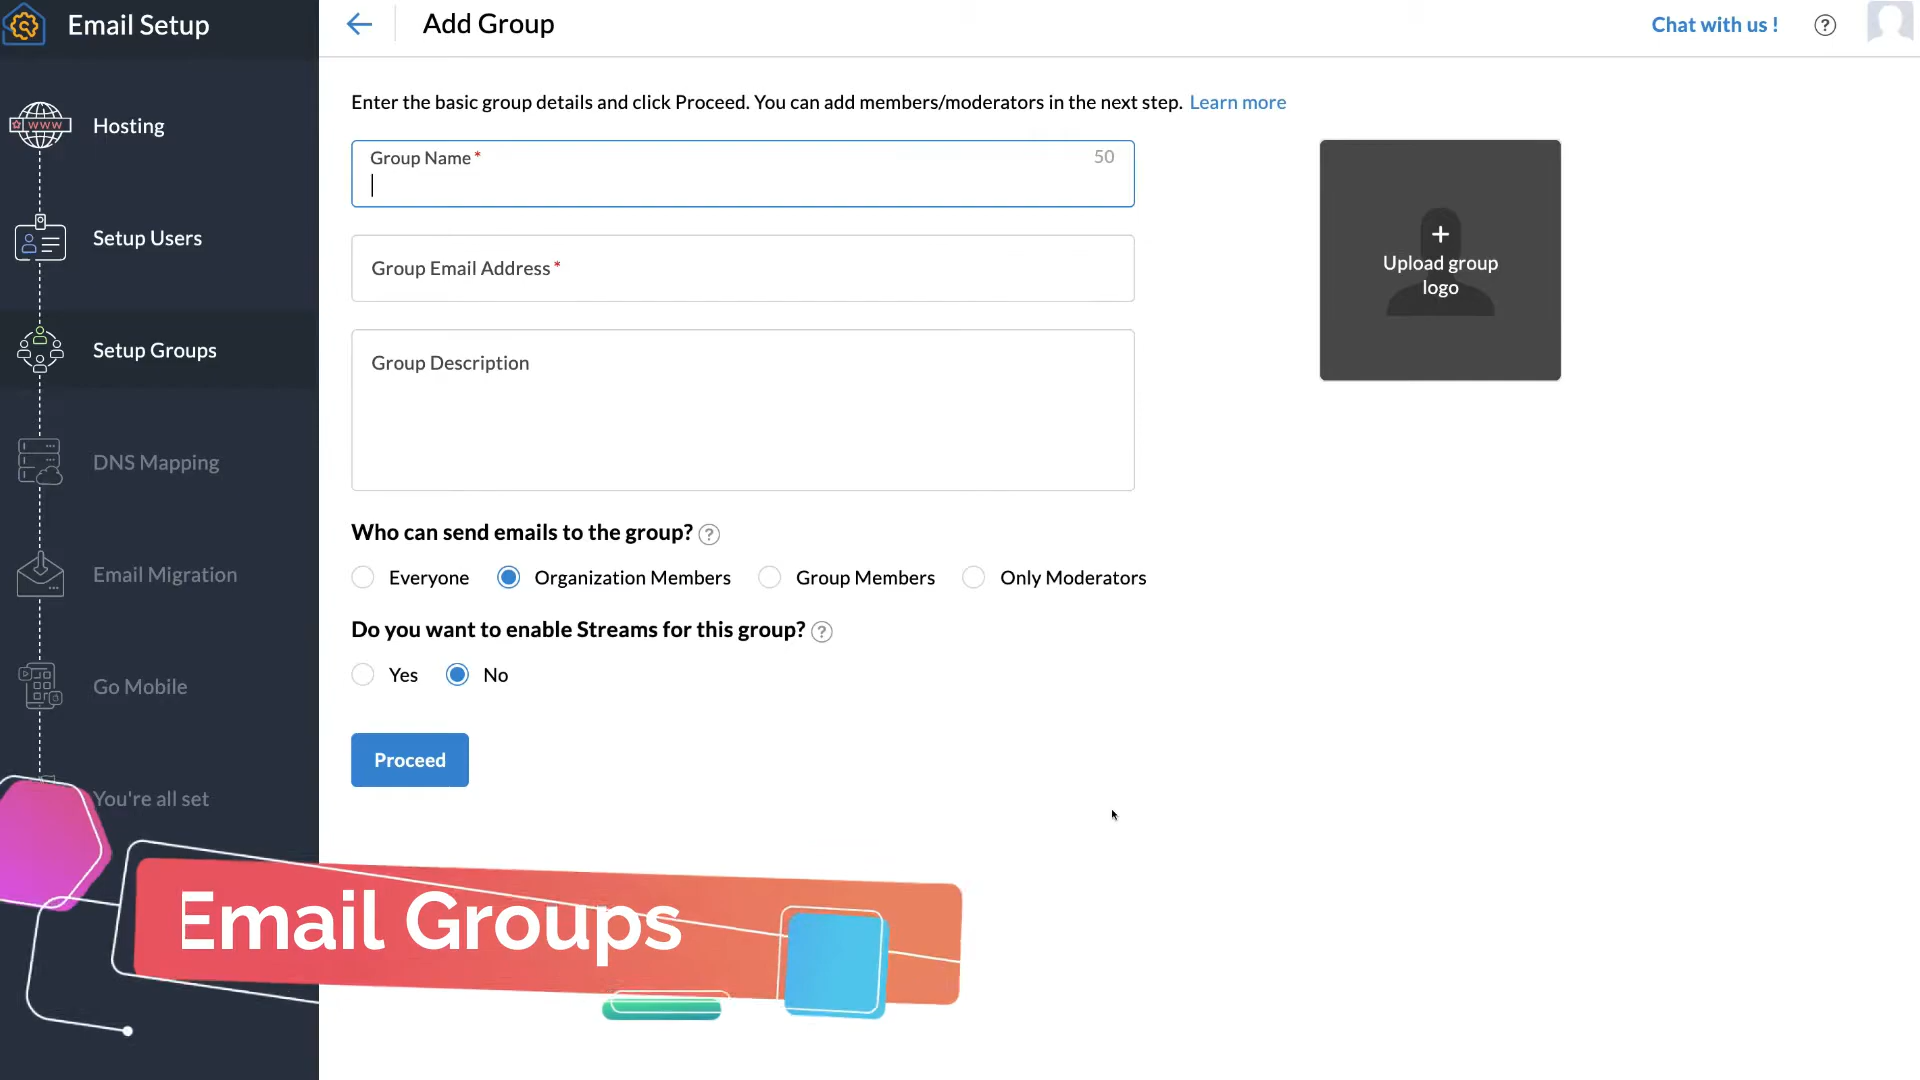 Email Setup
Add Group
Chat with us !
?
Hosting
WWW
Setup Users
Setup Groups
DNS Mapping
Email Migration
Go Mobile
You're all set
Enter the basic group details and click Proceed. You can add members/moderators in the next step. Learn more
Group Name *
50
Group Email Address *
Group Description
+
Upload group
logo
Who can send emails to the group? ?
Everyone Organization Members Group Members Only Moderators
Do you want to enable Streams for this group? ?
Yes No
Proceed
Email Groups